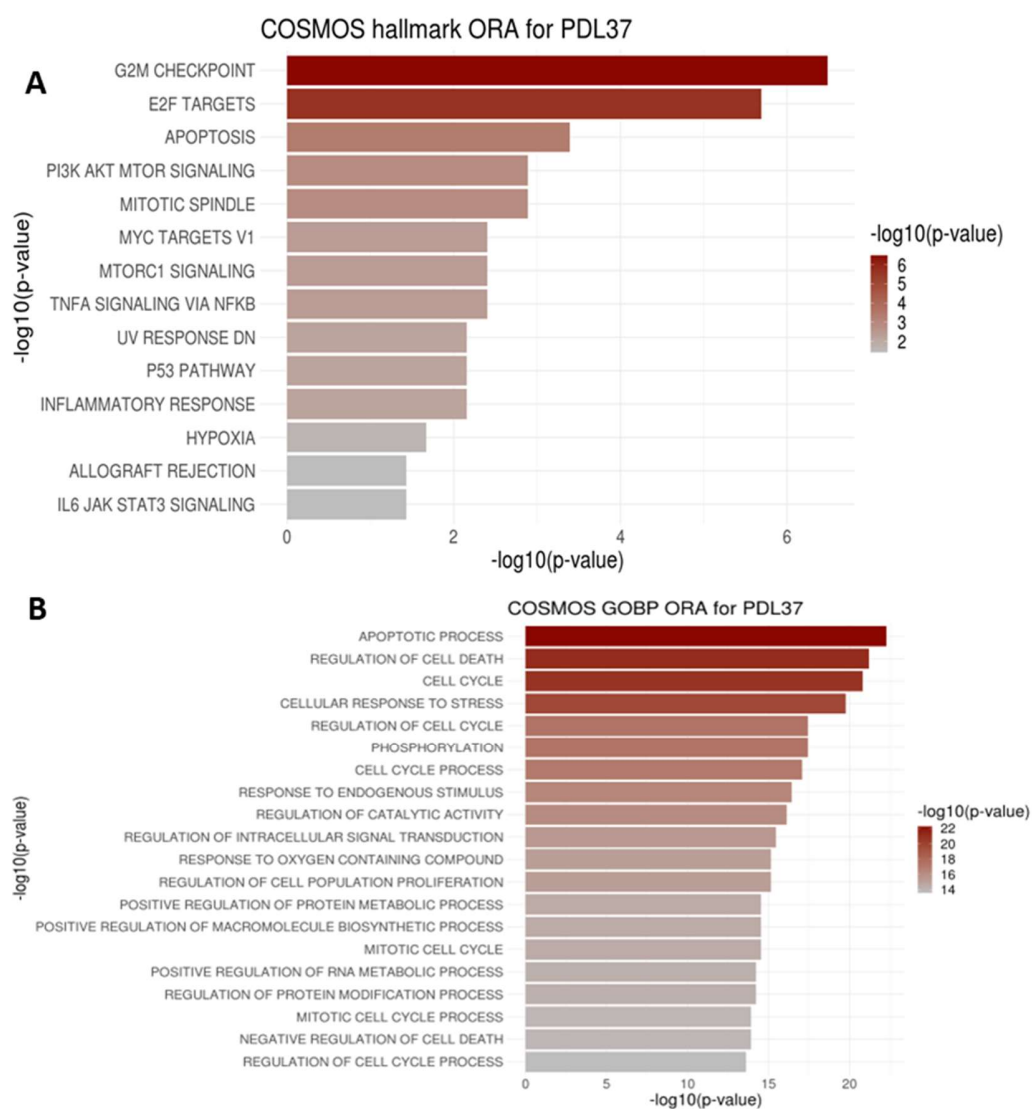 COSMOS hallmark ORA for PDL37
A
G2M CHECKPOINT
E2F TARGETS
APOPTOSIS
PI3K AKT MTOR SIGNALING
MITOTIC SPINDLE
MYC TARGETS V1
MTORC1 SIGNALING
TNFA SIGNALING VIA NFKB
UV RESPONSE DN
P53 PATHWAY
INFLAMMATORY RESPONSE
HYPOXIA
ALLOGRAFT REJECTION
IL6 JAK STAT3 SIGNALING
-log10(p-value)
0 2 4 6
-log10(p-value)
-log10(p-value)
6
5
4
3
2
B
COSMOS GOBP ORA for PDL37
APOPTOTIC PROCESS
REGULATION OF CELL DEATH
CELL CYCLE
CELLULAR RESPONSE TO STRESS
REGULATION OF CELL CYCLE
PHOSPHORYLATION
CELL CYCLE PROCESS
RESPONSE TO ENDOGENOUS STIMULUS
REGULATION OF CATALYTIC ACTIVITY
REGULATION OF INTRACELLULAR SIGNAL TRANSDUCTION
RESPONSE TO OXYGEN CONTAINING COMPOUND
REGULATION OF CELL POPULATION PROLIFERATION
POSITIVE REGULATION OF PROTEIN METABOLIC PROCESS
POSITIVE REGULATION OF MACROMOLECULE BIOSYNTHETIC PROCESS
MITOTIC CELL CYCLE
POSITIVE REGULATION OF RNA METABOLIC PROCESS
REGULATION OF PROTEIN MODIFICATION PROCESS
MITOTIC CELL CYCLE PROCESS
NEGATIVE REGULATION OF CELL DEATH
REGULATION OF CELL CYCLE PROCESS
-log10(p-value)
0 5 10 15 20
-log10(p-value)
-log10(p-value)
22
20
18
16
14